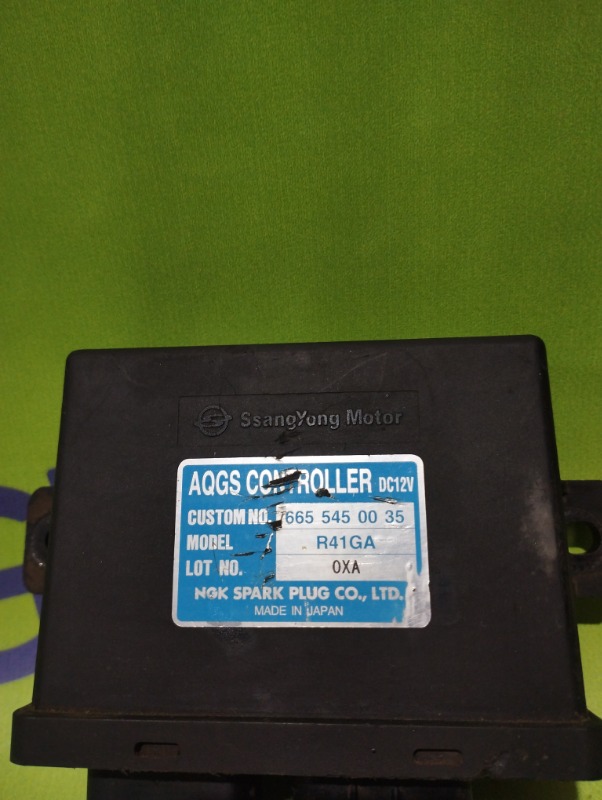 SsangYong Motor
AQGS CONTROLLER DC12V
CUSTOM NO. 665 545 00 35
MODEL R41GA
LOT NO. 0XA
NGK SPARK PLUG CO., LTD.
MADE IN JAPAN